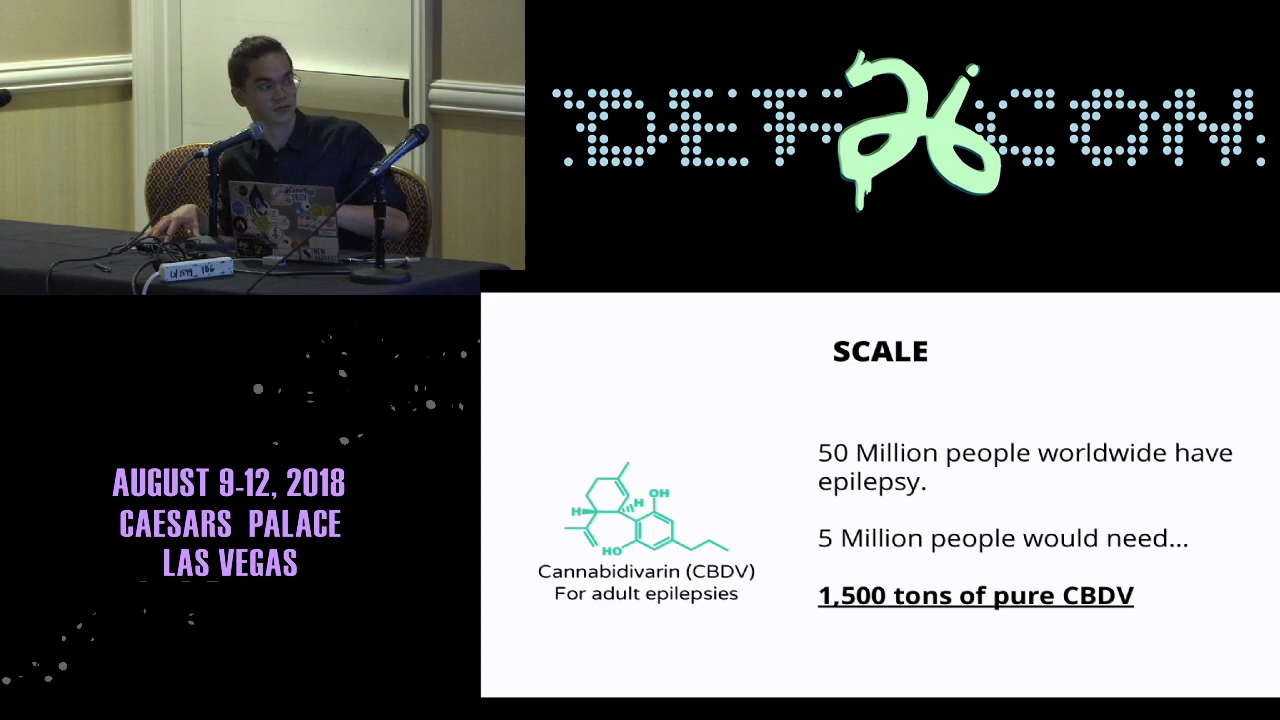 DEF 26 CON
SCALE
50 Million people worldwide have
epilepsy.
5 Million people would need...
1,500 tons of pure CBDV
OH
H
H
HO
Cannabidivarin (CBDV)
For adult epilepsies
AUGUST 9-12, 2018
CAESARS PALACE
LAS VEGAS